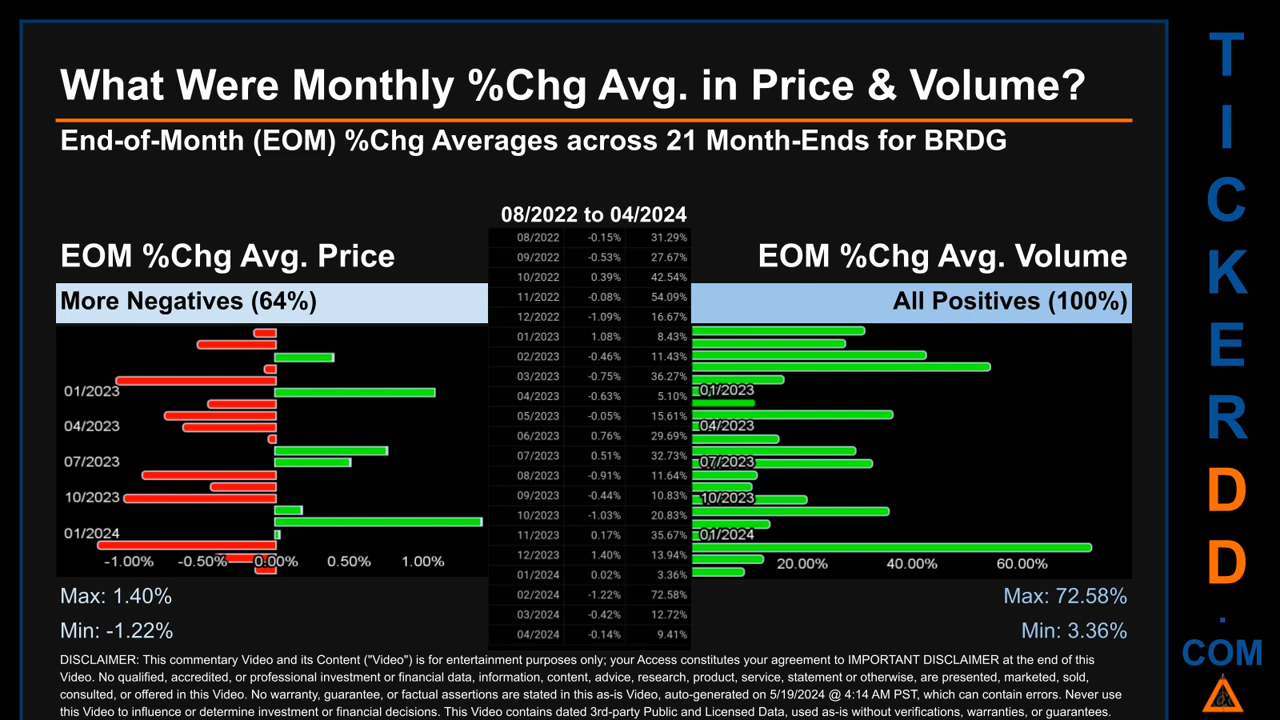 What Were Monthly %Chg Avg. in Price & Volume?
End-of-Month (EOM) %Chg Averages across 21 Month-Ends for BRDG
08/2022 to 04/2024
EOM %Chg Avg. Price
EOM %Chg Avg. Volume
More Negatives (64%)
All Positives (100%)
08/2022 -0.15% 31.29%
09/2022 -0.53% 27.67%
10/2022 0.39% 42.54%
11/2022 -0.08% 54.09%
12/2022 -1.09% 16.67%
01/2023 1.08% 8.43%
02/2023 -0.46% 11.43%
03/2023 -0.75% 36.27%
04/2023 -0.63% 5.10%
05/2023 -0.05% 15.61%
06/2023 0.76% 29.69%
07/2023 0.51% 32.73%
08/2023 -0.91% 11.64%
09/2023 -0.44% 10.83%
10/2023 -1.03% 20.83%
11/2023 0.17% 35.67%
12/2023 1.40% 13.94%
01/2024 0.02% 3.36%
02/2024 -1.22% 72.58%
03/2024 -0.42% 12.72%
04/2024 -0.14% 9.41%
01/2023
04/2023
07/2023
10/2023
01/2024
-1.00% -0.50% 0.00% 0.50% 1.00%
01/2023
04/2023
07/2023
10/2023
01/2024
20.00% 40.00% 60.00%
Max: 1.40%
Min: -1.22%
Max: 72.58%
Min: 3.36%
DISCLAIMER: This commentary Video and its Content ("Video") is for entertainment purposes only; your Access constitutes your agreement to IMPORTANT DISCLAIMER at the end of this
Video. No qualified, accredited, or professional investment or financial data, information, content, advice, research, product, service, statement or otherwise, are presented, marketed, sold,
consulted, or offered in this Video. No warranty, guarantee, or factual assertions are stated in this as-is Video, auto-generated on 5/19/2024 @ 4:14 AM PST, which can contain errors. Never use
this Video to influence or determine investment or financial decisions. This Video contains dated 3rd-party Public and Licensed Data, used as-is without verifications, warranties, or guarantees.
T
I
C
K
E
R
D
D
.
COM